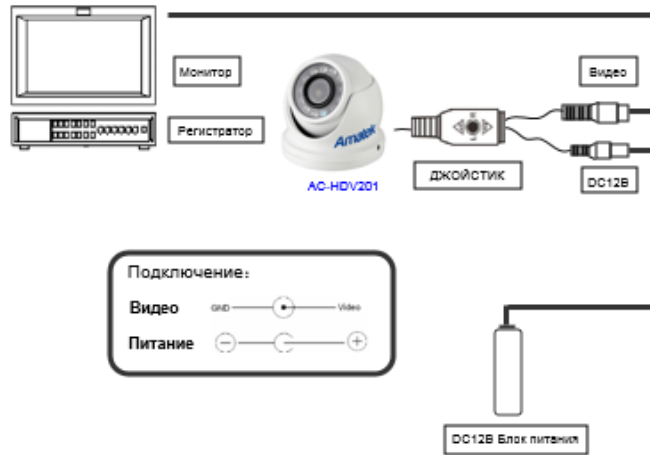 Монитор
Видео
Регистратор
Amatek
AC-HDV201
ДЖОЙСТИК
DC12В
Подключение:
Видео GND Video
Питание
DC12В Блок питания